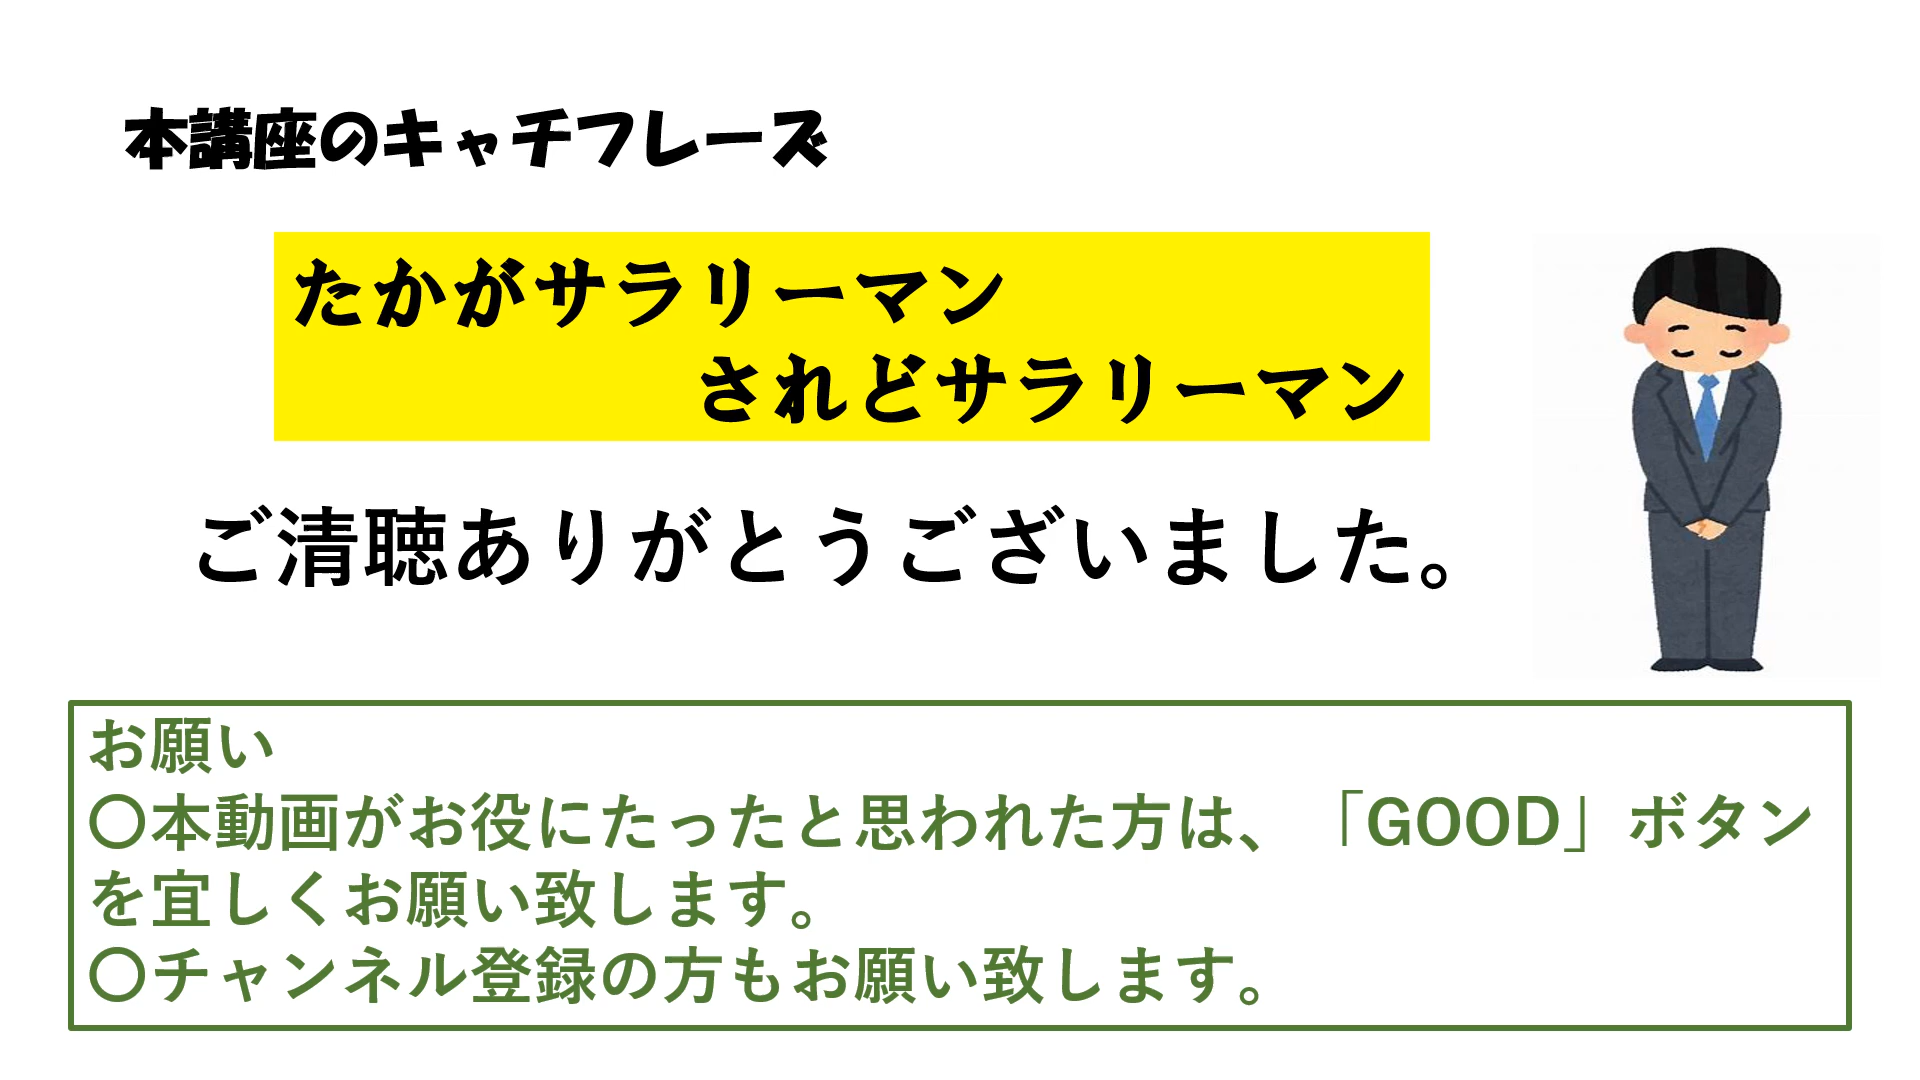 本講座のキャチフレーズ
たかがサラリーマン
されどサラリーマン
ご清聴ありがとうございました。
お願い
〇本動画がお役にたったと思われた方は、「GOOD」ボタン
を宜しくお願い致します。
〇チャンネル登録の方もお願い致します。